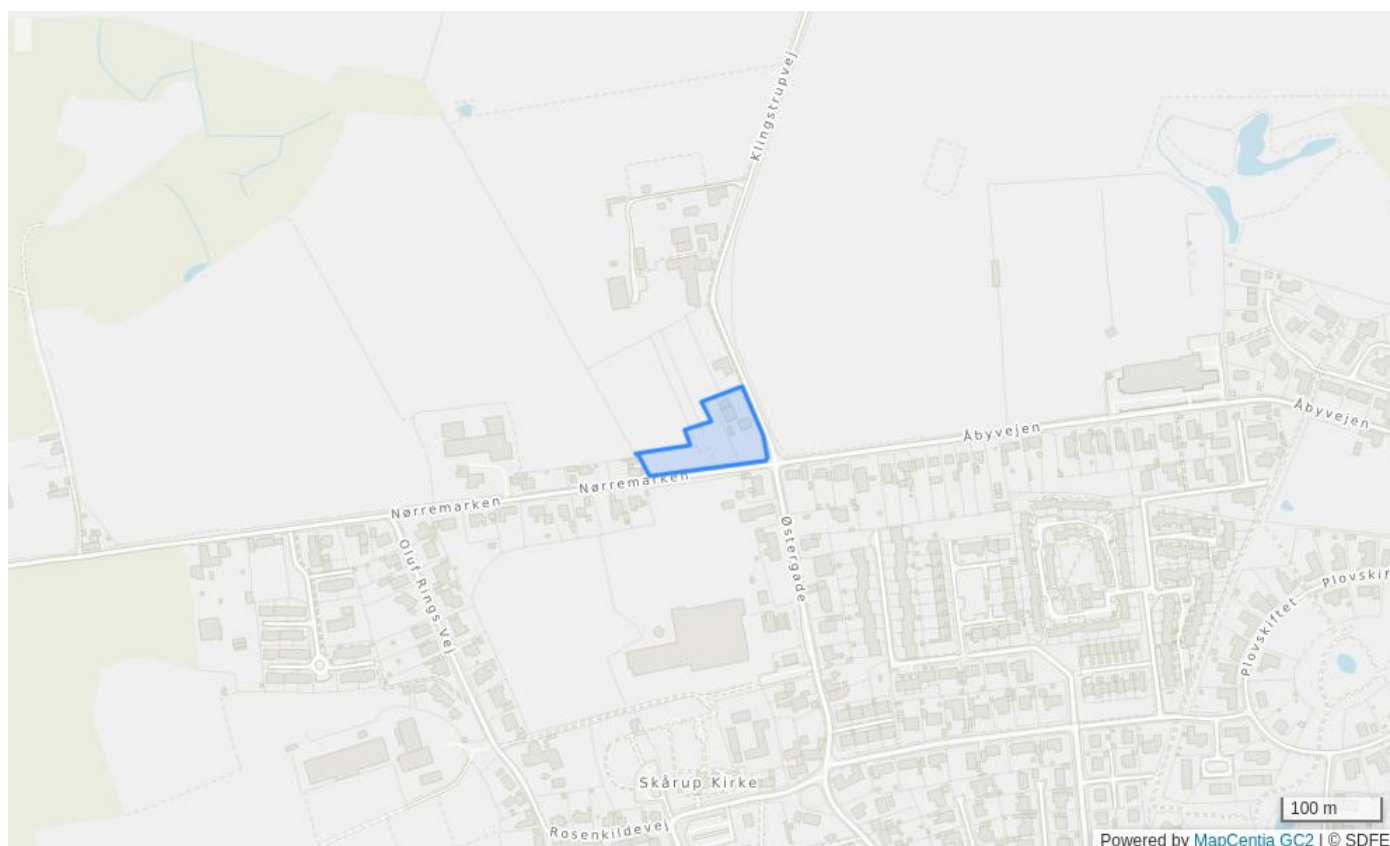 Klingstrupvej
Åbyvejen
Åbyvejen
Nørremarken
Nørremarken
Østergade
Oluf Rings Vej
Plovskiftet
Plovski
Skårup Kirke
Rosenkildevej
100 m
Powered by MapCentia GC2 | © SDFE